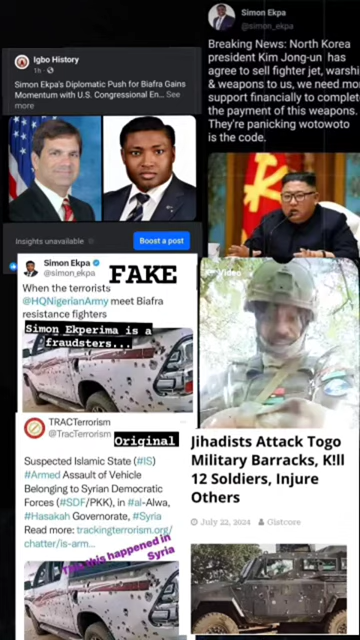 Igbo History
1h
Simon Ekpa's Diplomatic Push for Biafra Gains
Momentum with U.S. Congressional En... See
more
Insights unavailable
Boost a post
Simon Ekpa
@simon_ekpa
FAKE
When the terrorists
@HQNigerianArmy meet Biafra
resistance fighters
Simon Ekperima is a
fraudsters...
TRACTerrorism
@TracTerrorism
Original
Suspected Islamic State (#IS)
#Armed Assault of Vehicle
Belonging to Syrian Democratic
Forces (#SDF/PKK), in #al-Alwa,
#Hasakah Governorate, #Syria
Read more: trackingterrorism.org/
chatter/is-arm...
this happened in
Syria
Simon Ekpa
@simon_ekpa
Breaking News: North Korea
president Kim Jong-un has
agree to sell fighter jet, warshi
& weapons to us, we need mo
support financially to complet
the payment of this weapons.
They're panicking wotowoto
is the code.
Video
Jihadists Attack Togo
Military Barracks, K!ll
12 Soldiers, Injure
Others
July 22, 2024
Glstcore